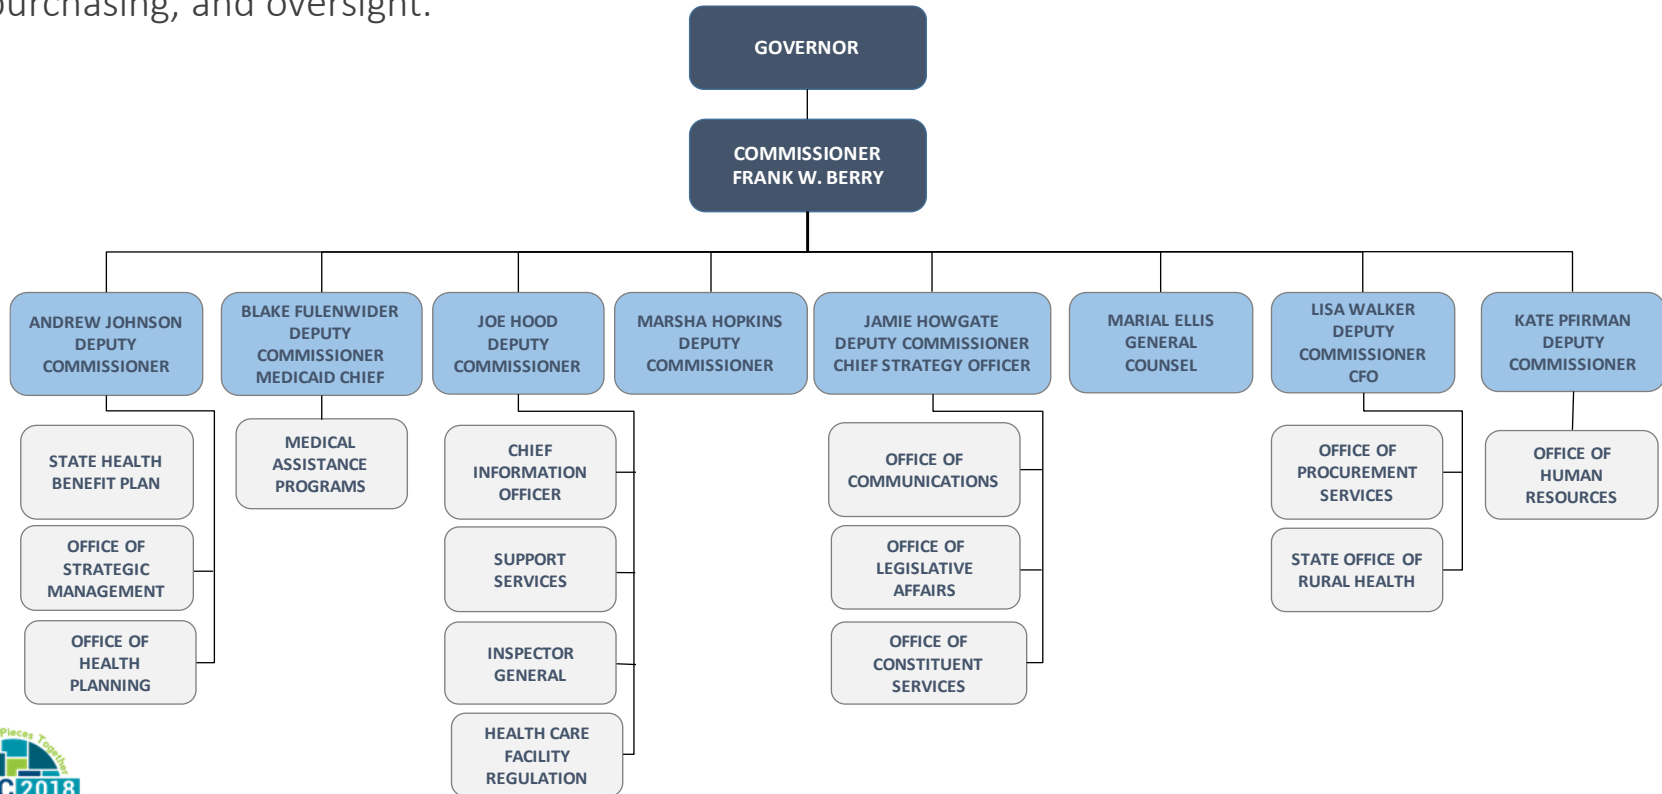 purchasing, and oversight.
GOVERNOR
COMMISSIONER
FRANK W. BERRY
ANDREW JOHNSON
DEPUTY
COMMISSIONER
BLAKE FULENWIDER
DEPUTY
COMMISSIONER
MEDICAID CHIEF
JOE HOOD
DEPUTY
COMMISSIONER
MARSHA HOPKINS
DEPUTY
COMMISSIONER
JAMIE HOWGATE
DEPUTY COMMISSIONER
CHIEF STRATEGY OFFICER
MARIAL ELLIS
GENERAL
COUNSEL
LISA WALKER
DEPUTY
COMMISSIONER
CFO
KATE PFIRMAN
DEPUTY
COMMISSIONER
STATE HEALTH
BENEFIT PLAN
OFFICE OF
STRATEGIC
MANAGEMENT
OFFICE OF
HEALTH
PLANNING
MEDICAL
ASSISTANCE
PROGRAMS
CHIEF
INFORMATION
OFFICER
SUPPORT
SERVICES
INSPECTOR
GENERAL
HEALTH CARE
FACILITY
REGULATION
OFFICE OF
COMMUNICATIONS
OFFICE OF
LEGISLATIVE
AFFAIRS
OFFICE OF
CONSTITUENT
SERVICES
OFFICE OF
PROCUREMENT
SERVICES
STATE OFFICE OF
RURAL HEALTH
OFFICE OF
HUMAN
RESOURCES
Pieces Together
C 2018